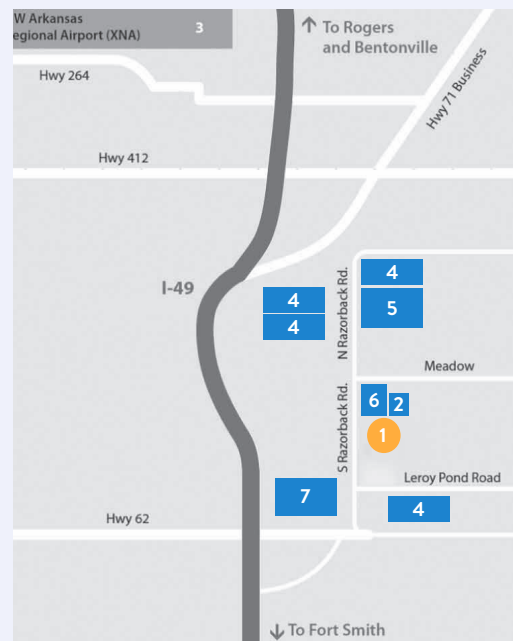 W Arkansas
egional Airport (XNA)
3
To Rogers
and Bentonville
Hwy 264
Hwy 71 Business
Hwy 412
I-49
N Razorback Rd.
4
5
4
4
Meadow
S Razorback Rd.
6
2
1
Leroy Pond Road
7
4
Hwy 62
To Fort Smith